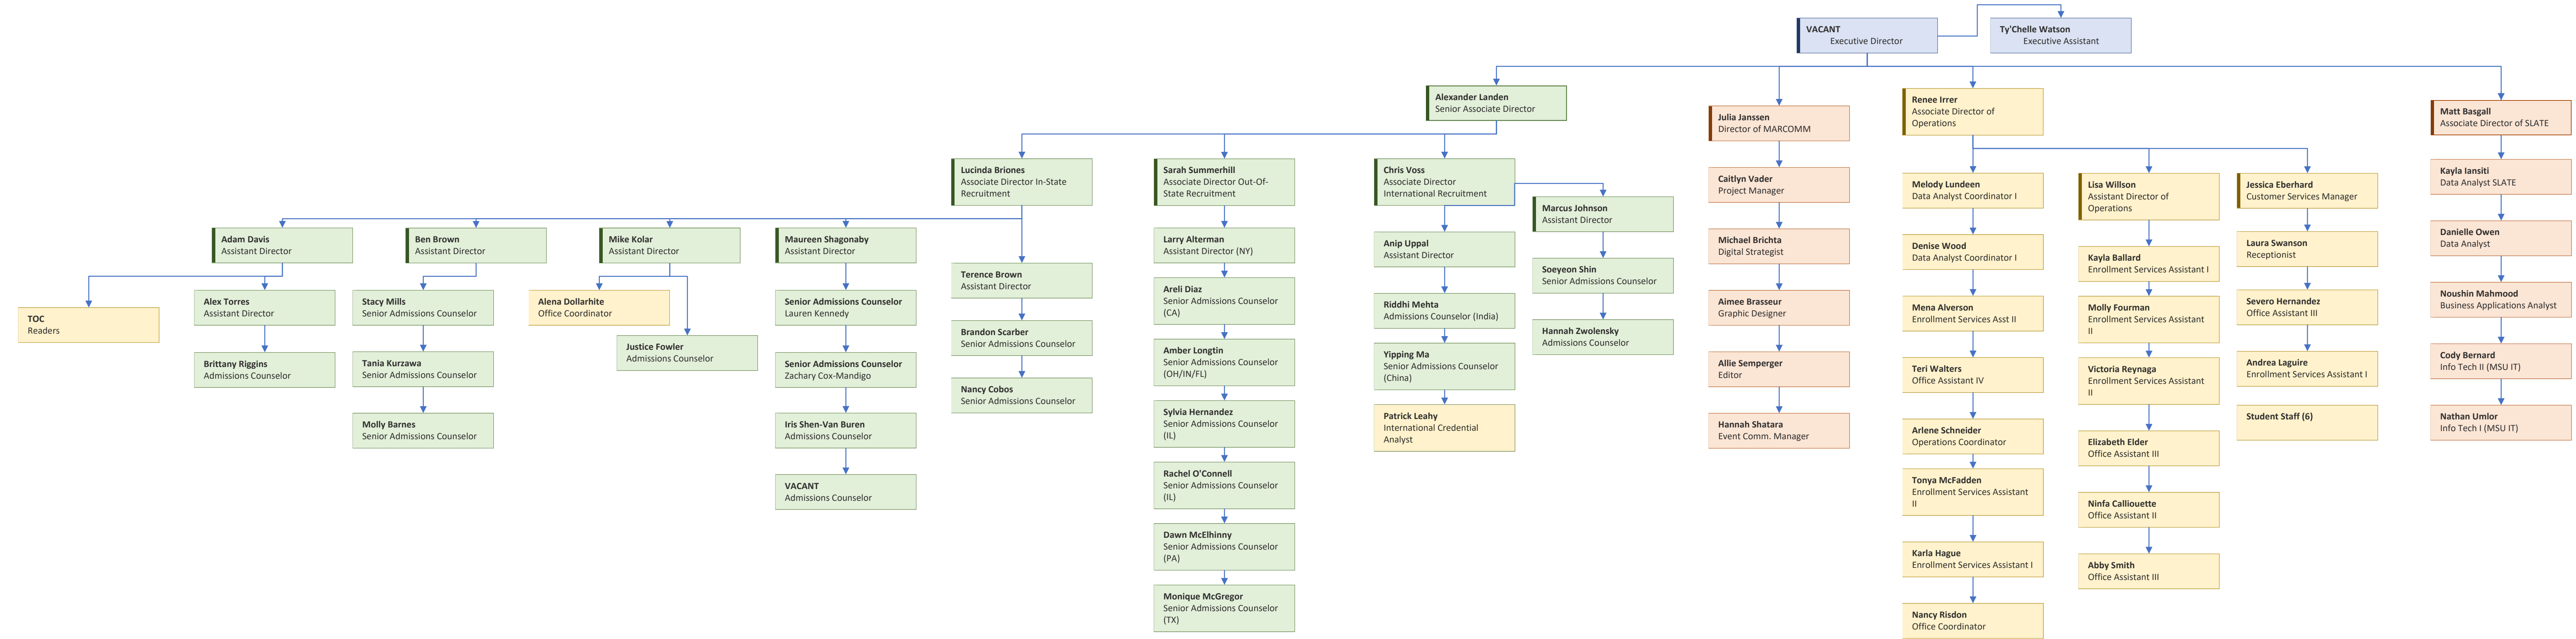 VACANT
Executive Director
Ty'Chelle Watson
Executive Assistant
Alexander Landen
Senior Associate Director
Julia Janssen
Director of MARCOMM
Renee Irrer
Associate Director of
Operations
Matt Basgall
Associate Director of SLATE
Lucinda Briones
Associate Director In-State
Recruitment
Sarah Summerhill
Associate Director Out-Of-
State Recruitment
Chris Voss
Associate Director
International Recruitment
Marcus Johnson
Assistant Director
Adam Davis
Assistant Director
Ben Brown
Assistant Director
Mike Kolar
Assistant Director
Maureen Shagonaby
Assistant Director
TOC
Readers
Alex Torres
Assistant Director
Brittany Riggins
Admissions Counselor
Stacy Mills
Senior Admissions Counselor
Tania Kurzawa
Senior Admissions Counselor
Molly Barnes
Senior Admissions Counselor
Alena Dollarhite
Office Coordinator
Justice Fowler
Admissions Counselor
Senior Admissions Counselor
Lauren Kennedy
Senior Admissions Counselor
Zachary Cox-Mandigo
Iris Shen-Van Buren
Admissions Counselor
VACANT
Admissions Counselor
Terence Brown
Assistant Director
Brandon Scarber
Senior Admissions Counselor
Nancy Cobos
Senior Admissions Counselor
Larry Alterman
Assistant Director (NY)
Areli Diaz
Senior Admissions Counselor
(CA)
Amber Longtin
Senior Admissions Counselor
(OH/IN/FL)
Sylvia Hernandez
Senior Admissions Counselor
(IL)
Rachel O'Connell
Senior Admissions Counselor
(IL)
Dawn McElhinny
Senior Admissions Counselor
(PA)
Monique McGregor
Senior Admissions Counselor
(TX)
Anip Uppal
Assistant Director
Riddhi Mehta
Admissions Counselor (India)
Yipping Ma
Senior Admissions Counselor
(China)
Patrick Leahy
International Credential
Analyst
Soeyeon Shin
Senior Admissions Counselor
Hannah Zwolensky
Admissions Counselor
Caitlyn Vader
Project Manager
Michael Brichta
Digital Strategist
Aimee Brasseur
Graphic Designer
Allie Semperger
Editor
Hannah Shatara
Event Comm. Manager
Melody Lundeen
Data Analyst Coordinator I
Denise Wood
Data Analyst Coordinator I
Mena Alverson
Enrollment Services Asst II
Teri Walters
Office Assistant IV
Arlene Schneider
Operations Coordinator
Tonya McFadden
Enrollment Services Assistant
II
Karla Hague
Enrollment Services Assistant I
Nancy Risdon
Office Coordinator
Lisa Willson
Assistant Director of
Operations
Kayla Ballard
Enrollment Services Assistant I
Molly Fourman
Enrollment Services Assistant
II
Victoria Reynaga
Enrollment Services Assistant
II
Elizabeth Elder
Office Assistant III
Ninfa Calliouette
Office Assistant II
Abby Smith
Office Assistant III
Jessica Eberhard
Customer Services Manager
Laura Swanson
Receptionist
Severo Hernandez
Office Assistant III
Andrea Laguire
Enrollment Services Assistant I
Student Staff (6)
Kayla Iansiti
Data Analyst SLATE
Danielle Owen
Data Analyst
Noushin Mahmood
Business Applications Analyst
Cody Bernard
Info Tech II (MSU IT)
Nathan Umlor
Info Tech I (MSU IT)